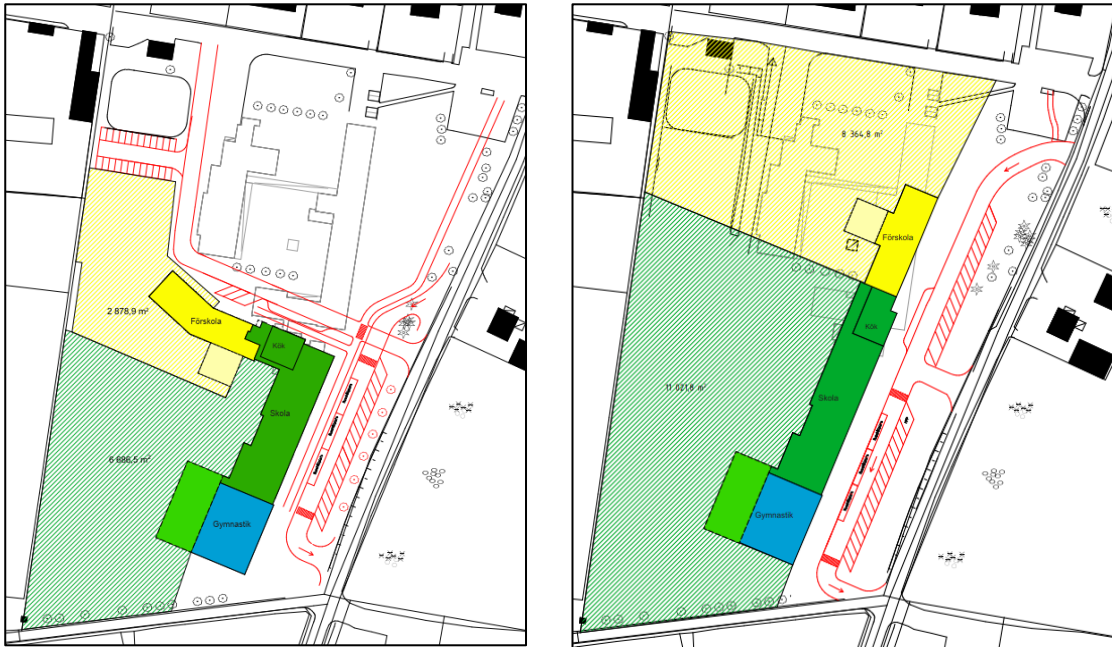 2 878,9 m²
Förskola
Kök
Skola
6 686,5 m²
Gymnastik
8 364,8 m²
Förskola
Kök
11 021,8 m²
Skola
Gymnastik